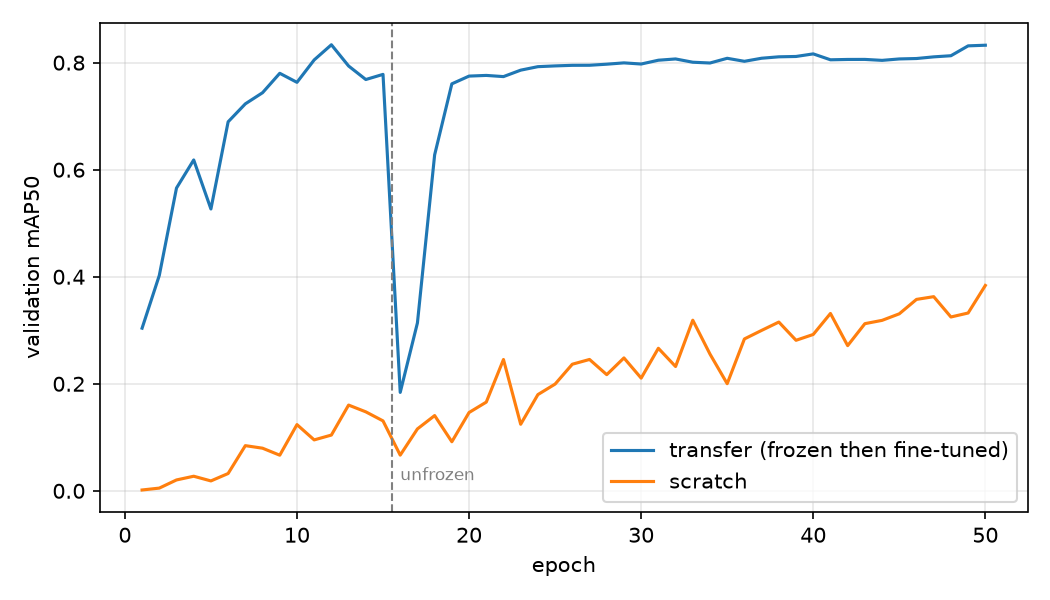 validation mAP50
0.8
0.6
0.4
0.2
0.0
unfrozen
transfer (frozen then fine-tuned)
scratch
0 10 20 30 40 50
epoch